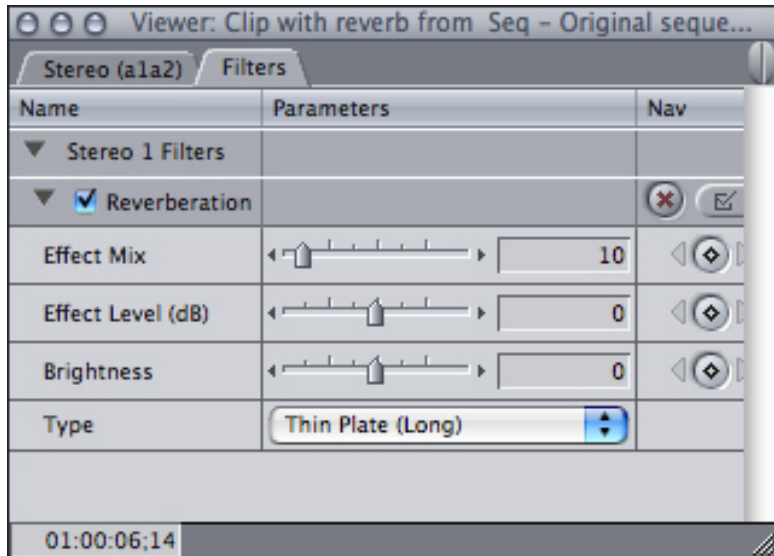 Viewer: Clip with reverb from Seq – Original seque...
Stereo (a1a2) Filters
Name Parameters Nav
Stereo 1 Filters
Reverberation
Effect Mix 10
Effect Level (dB) 0
Brightness 0
Type Thin Plate (Long)
01:00:06;14